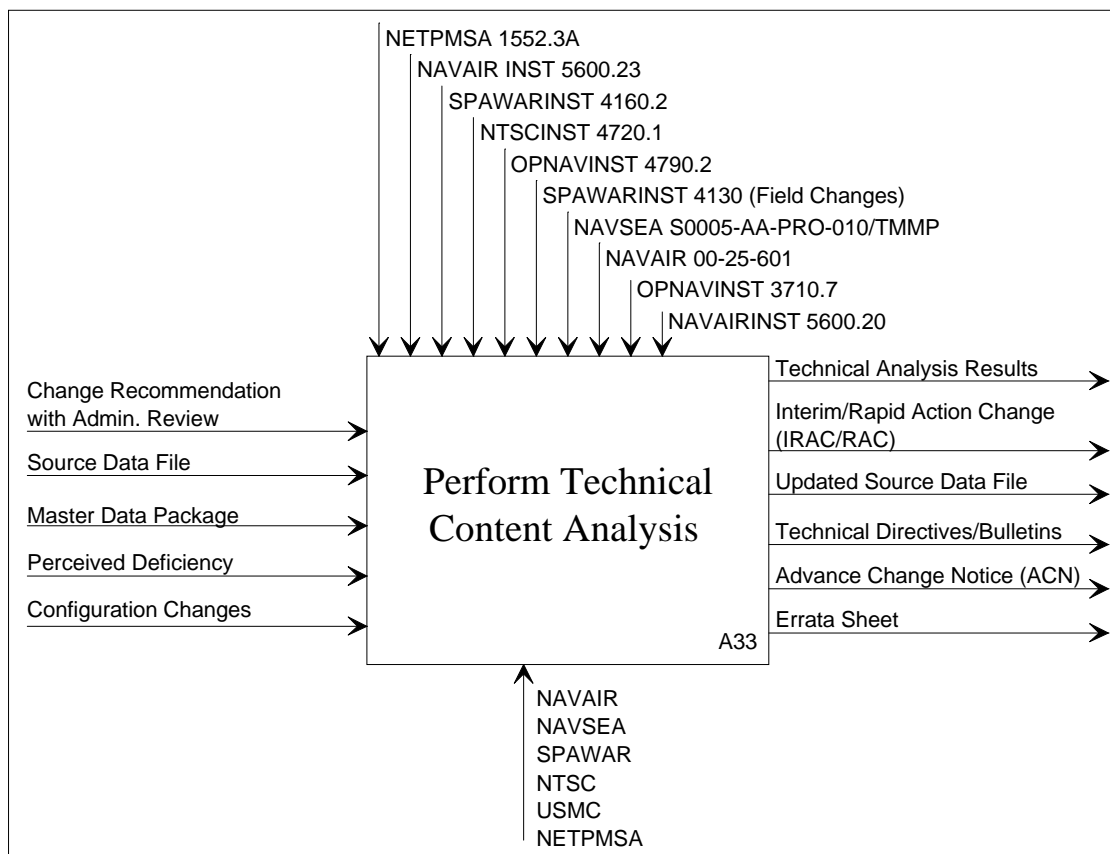 NETPMSA 1552.3A
NAVAIR INST 5600.23
SPAWARINST 4160.2
NTSCINST 4720.1
OPNAVINST 4790.2
SPAWARINST 4130 (Field Changes)
NAVSEA S0005-AA-PRO-010/TMMP
NAVAIR 00-25-601
OPNAVINST 3710.7
NAVAIRINST 5600.20
Change Recommendation
with Admin. Review
Source Data File
Master Data Package
Perceived Deficiency
Configuration Changes
Perform Technical
Content Analysis
A33
Technical Analysis Results
Interim/Rapid Action Change
(IRAC/RAC)
Updated Source Data File
Technical Directives/Bulletins
Advance Change Notice (ACN)
Errata Sheet
NAVAIR
NAVSEA
SPAWAR
NTSC
USMC
NETPMSA